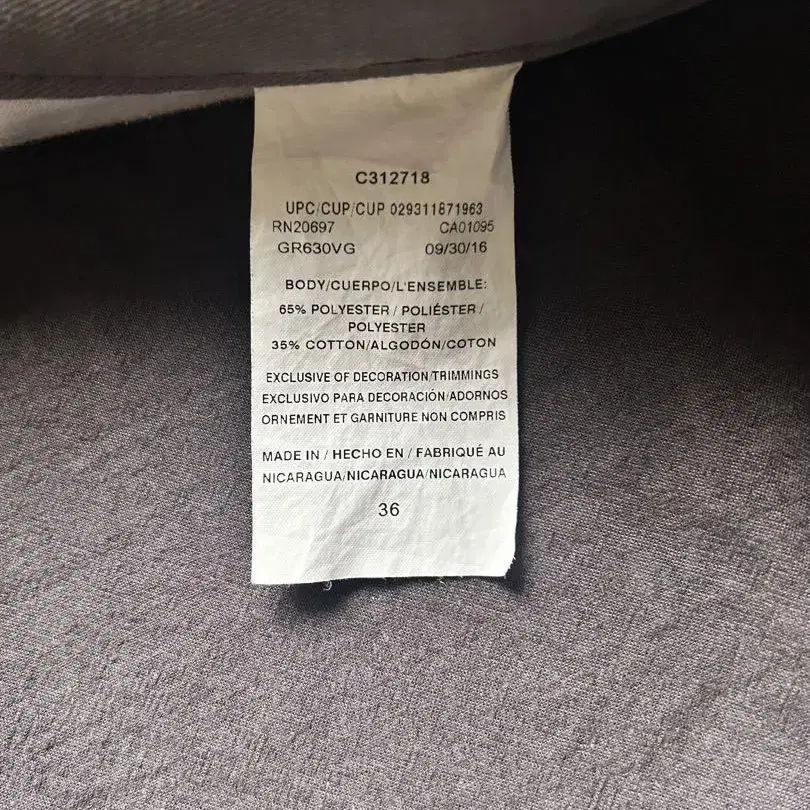 C312718
UPC/CUP/CUP 029311871963
RN20697 CA01095
GR630VG 09/30/16
BODY/CUERPO/L'ENSEMBLE:
65% POLYESTER / POLIÉSTER /
POLYESTER
35% COTTON/ALGODÓN/COTON
EXCLUSIVE OF DECORATION/TRIMMINGS
EXCLUSIVO PARA DECORACIÓN/ADORNOS
ORNEMENT ET GARNITURE NON COMPRIS
MADE IN / HECHO EN / FABRIQUÉ AU
NICARAGUA/NICARAGUA/NICARAGUA
36